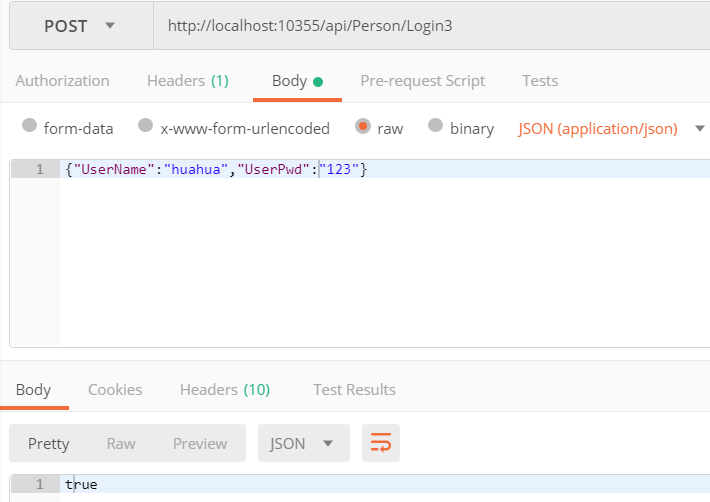 POST http://localhost:10355/api/Person/Login3
Authorization Headers (1) Body Pre-request Script Tests
form-data x-www-form-urlencoded raw binary JSON (application/json)
1 {"UserName":"huahua","UserPwd":"123"}
Body Cookies Headers (10) Test Results
Pretty Raw Preview JSON
1 true